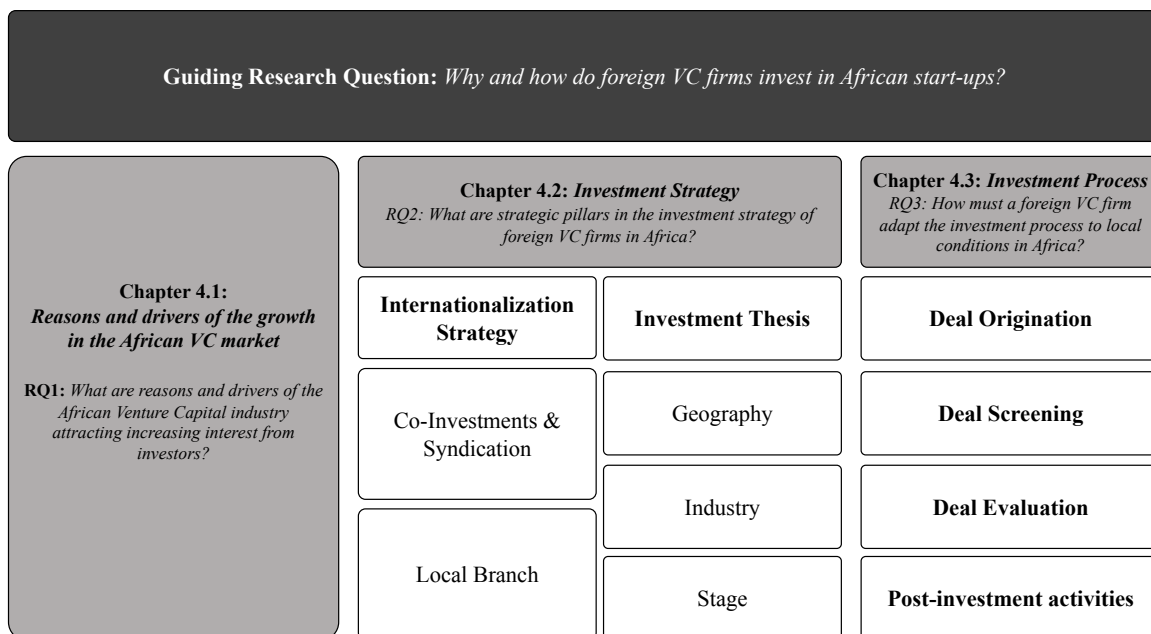 Guiding Research Question: Why and how do foreign VC firms invest in African start-ups?
Chapter 4.1:
Reasons and drivers of the growth
in the African VC market
RQ1: What are reasons and drivers of the
African Venture Capital industry
attracting increasing interest from
investors?
Chapter 4.2: Investment Strategy
RQ2: What are strategic pillars in the investment strategy of
foreign VC firms in Africa?
Internationalization
Strategy
Co-Investments &
Syndication
Local Branch
Investment Thesis
Geography
Industry
Stage
Chapter 4.3: Investment Process
RQ3: How must a foreign VC firm
adapt the investment process to local
conditions in Africa?
Deal Origination
Deal Screening
Deal Evaluation
Post-investment activities